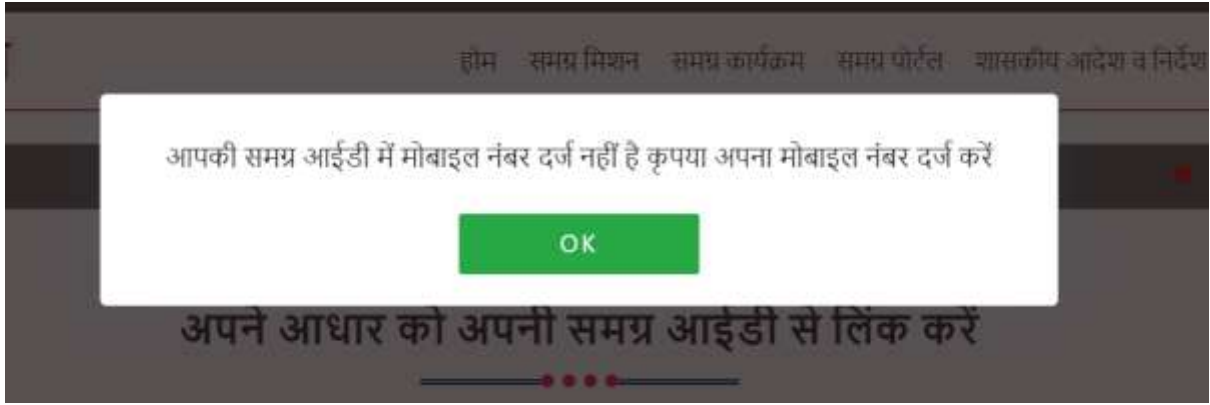 होम समग्र मिशन समग्र कार्यक्रम समग्र पोर्टल शासकीय आदेश व निर्देश
आपकी समग्र आईडी में मोबाइल नंबर दर्ज नहीं है कृपया अपना मोबाइल नंबर दर्ज करें
OK
अपने आधार को अपनी समग्र आईडी से लिंक करें